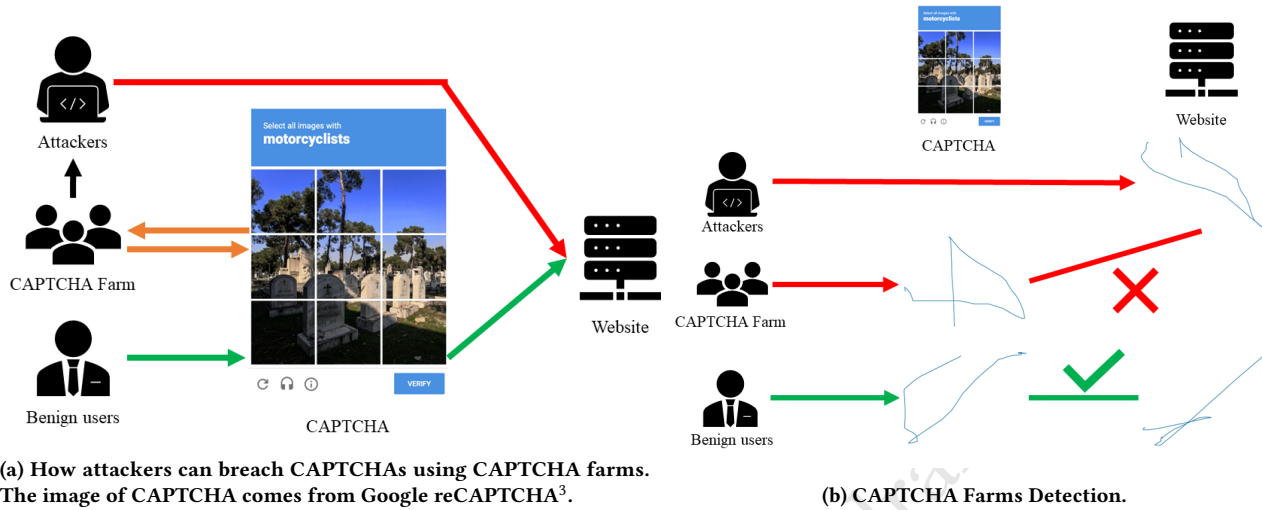 Attackers
CAPTCHA Farm
Benign users
Select all images with
motorcyclists
VERIFY
CAPTCHA
Website
(a) How attackers can breach CAPTCHAs using CAPTCHA farms.
The image of CAPTCHA comes from Google reCAPTCHA³.
Select all images with
motorcyclists
VERIFY
CAPTCHA
Website
Attackers
CAPTCHA Farm
Benign users
(b) CAPTCHA Farms Detection.